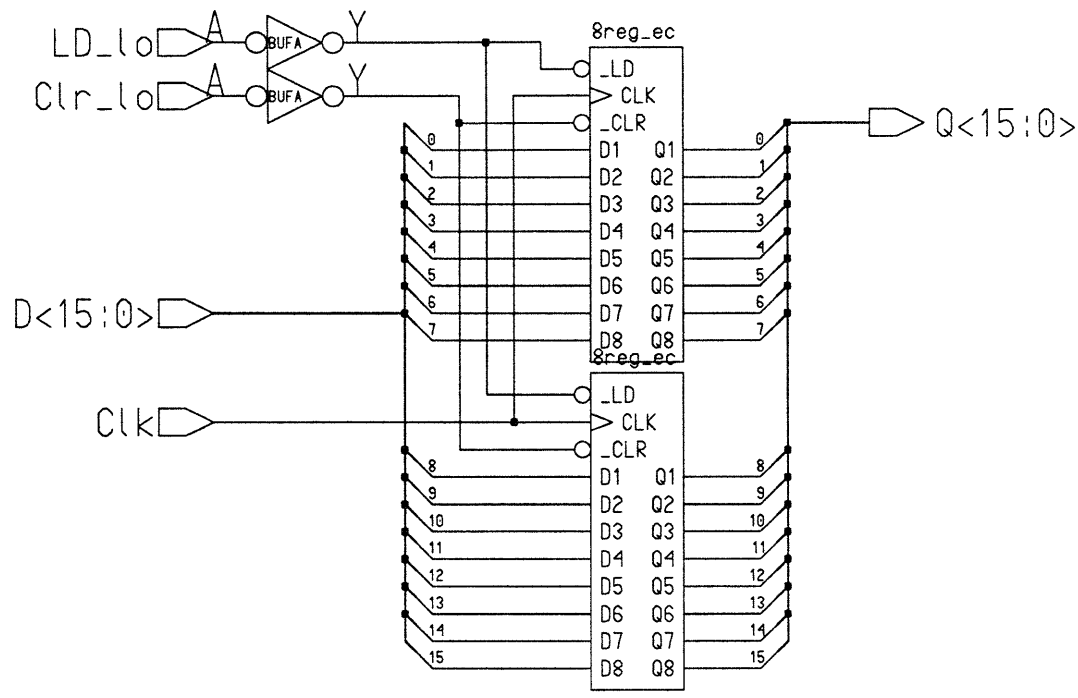 A Y 8reg_ec
LD_lo BUFA _LD
A Y CLK
Clr_lo BUFA _CLR Q<15:0>
0 D1 Q1 0
1 D2 Q2 1
2 D3 Q3 2
3 D4 Q4 3
4 D5 Q5 4
5 D6 Q6 5
D<15:0> 6 D7 Q7 6
7 D8 Q8 7
8reg_ec
_LD
Clk CLK
_CLR
8 D1 Q1 8
9 D2 Q2 9
10 D3 Q3 10
11 D4 Q4 11
12 D5 Q5 12
13 D6 Q6 13
14 D7 Q7 14
15 D8 Q8 15